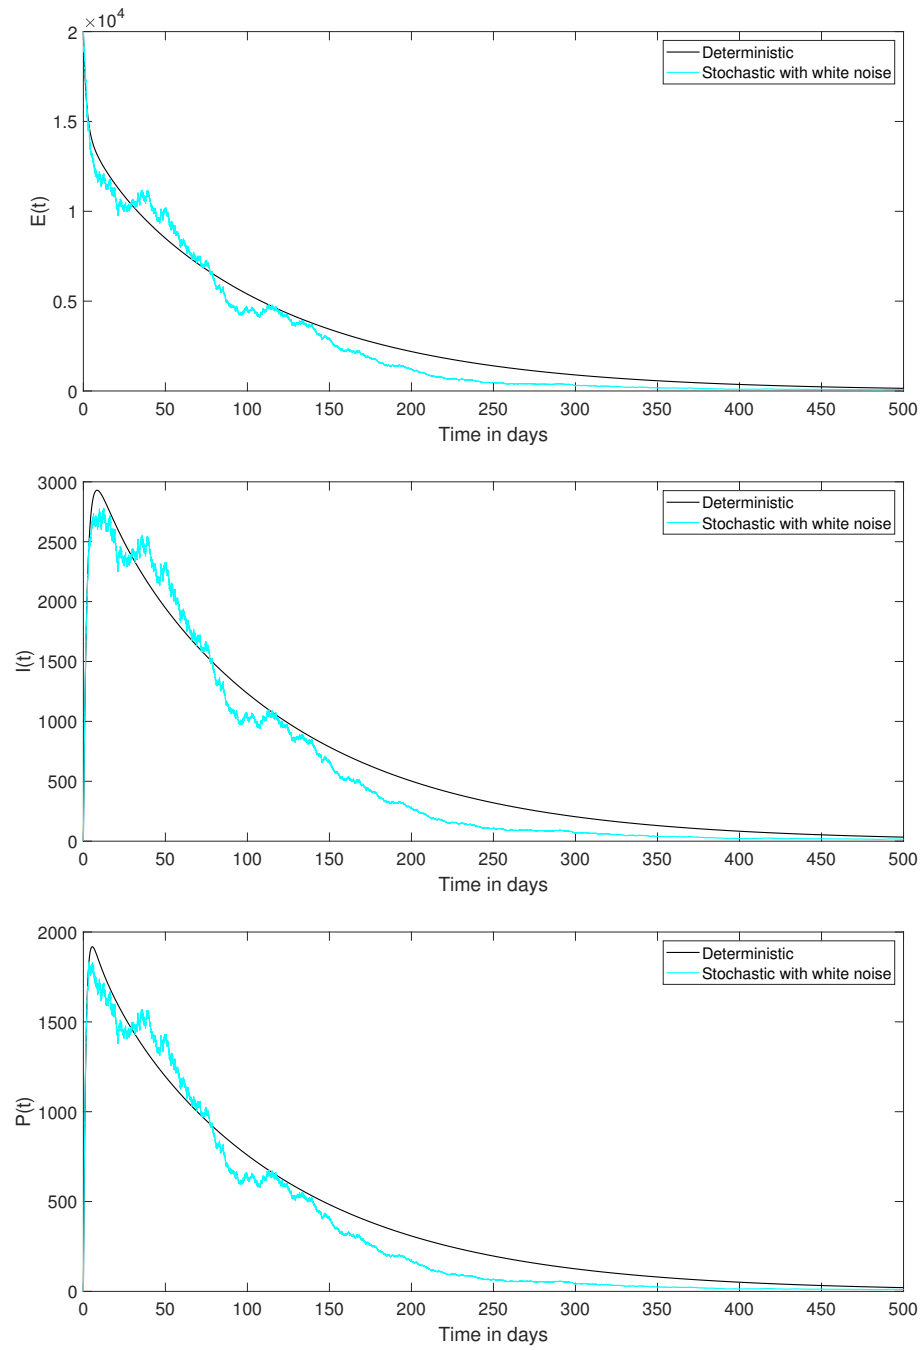 ×10⁴
2
1.5
1
0.5
0
E(t)
Deterministic
Stochastic with white noise
0 50 100 150 200 250 300 350 400 450 500
Time in days
3000
2500
2000
1500
1000
500
0
I(t)
Deterministic
Stochastic with white noise
0 50 100 150 200 250 300 350 400 450 500
Time in days
2000
1500
1000
500
0
P(t)
Deterministic
Stochastic with white noise
0 50 100 150 200 250 300 350 400 450 500
Time in days